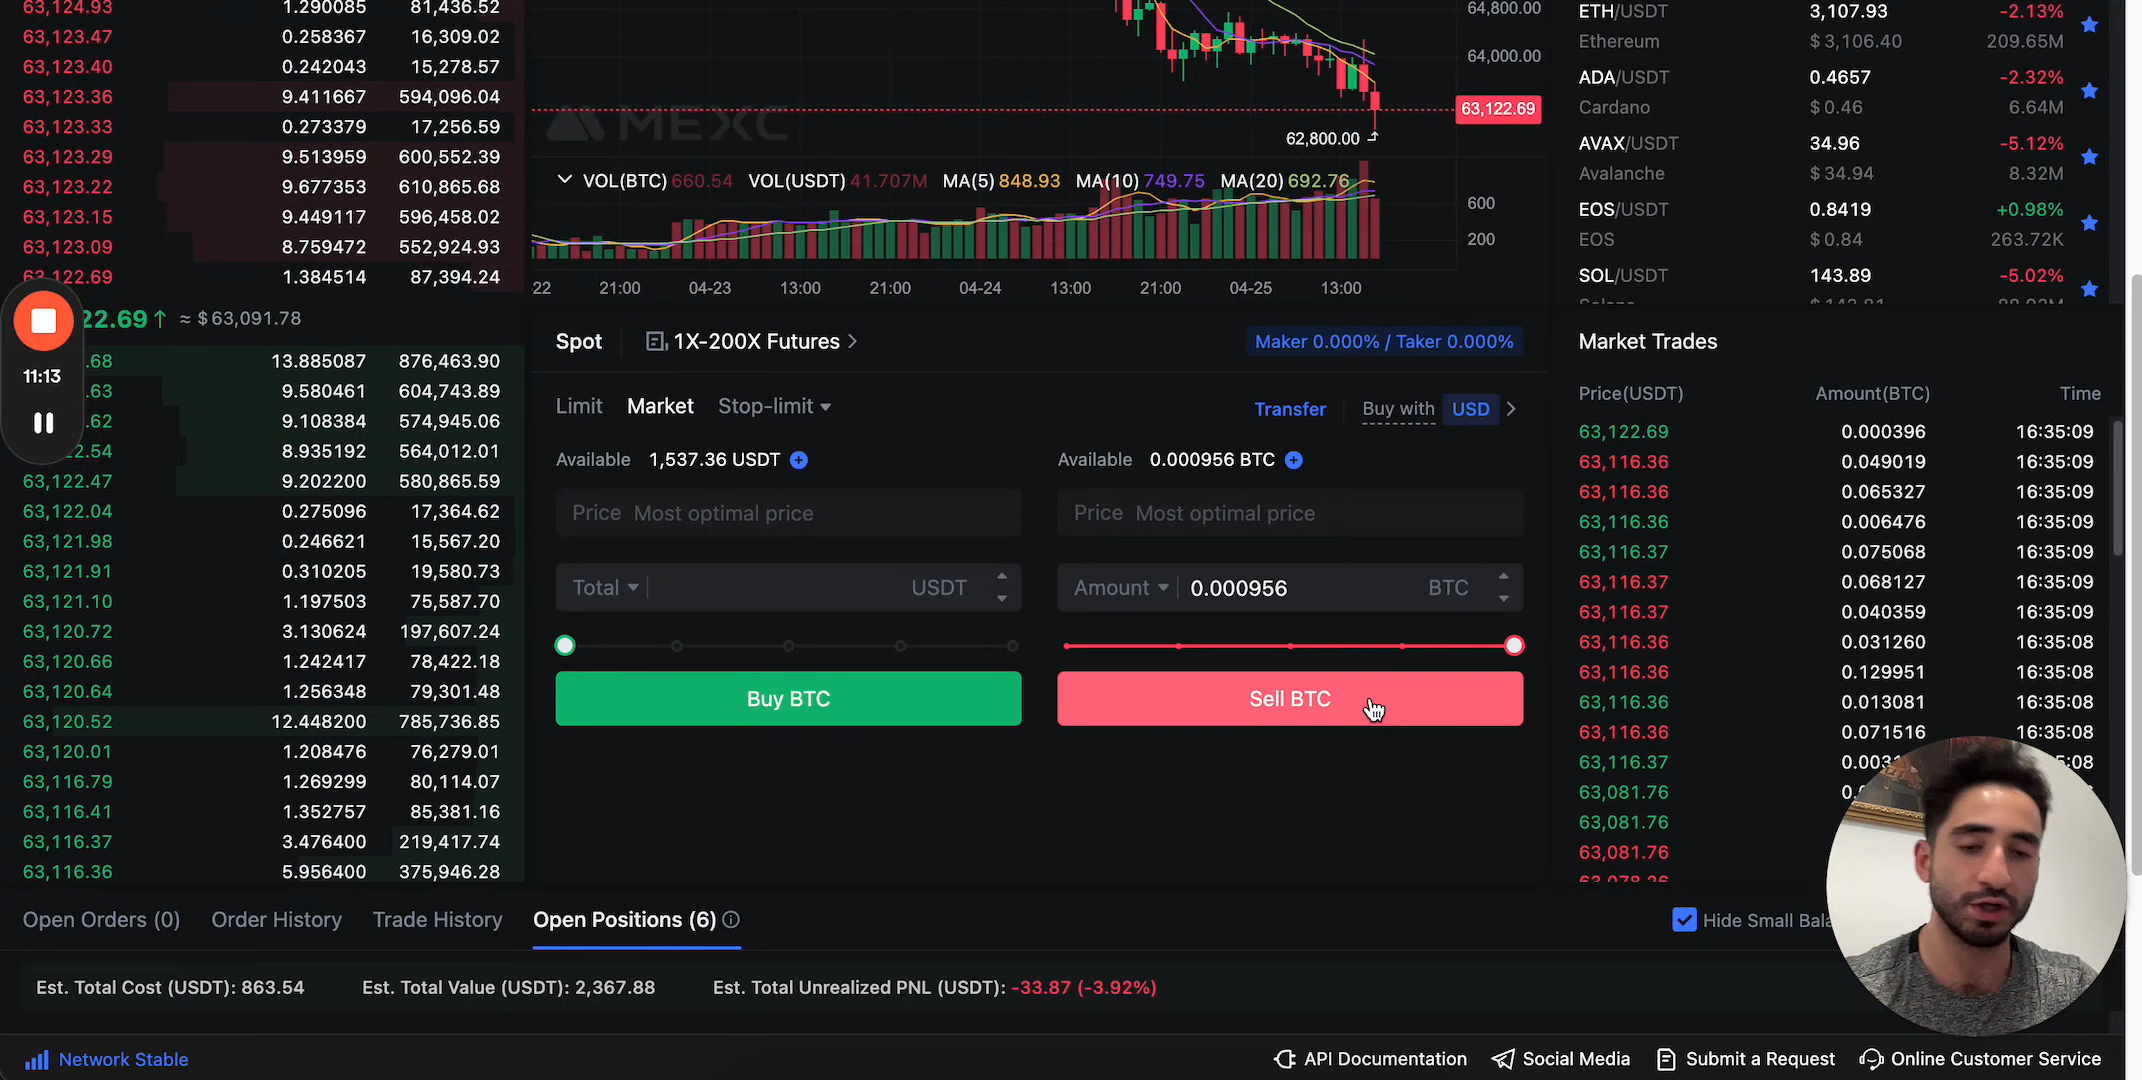 63,124.93 1.290085 81,436.52
63,123.47 0.258367 16,309.02
63,123.40 0.242043 15,278.57
63,123.36 9.411667 594,096.04
63,123.33 0.273379 17,256.59
63,123.29 9.513959 600,552.39
63,123.22 9.677353 610,865.68
63,123.15 9.449117 596,458.02
63,123.09 8.759472 552,924.93
63,122.69 1.384514 87,394.24
22.69↑ ≈ $63,091.78
.68 13.885087 876,463.90
.63 9.580461 604,743.89
.62 9.108384 574,945.06
2.54 8.935192 564,012.01
63,122.47 9.202200 580,865.59
63,122.04 0.275096 17,364.62
63,121.98 0.246621 15,567.20
63,121.91 0.310205 19,580.73
63,121.10 1.197503 75,587.70
63,120.72 3.130624 197,607.24
63,120.66 1.242417 78,422.18
63,120.64 1.256348 79,301.48
63,120.52 12.448200 785,736.85
63,120.01 1.208476 76,279.01
63,116.79 1.269299 80,114.07
63,116.41 1.352757 85,381.16
63,116.37 3.476400 219,417.74
63,116.36 5.956400 375,946.28
11:13
64,800.00
64,000.00
63,122.69
MEXC
62,800.00
VOL(BTC) 660.54 VOL(USDT) 41.707M MA(5) 848.93 MA(10) 749.75 MA(20) 692.76
600
200
22 21:00 04-23 13:00 21:00 04-24 13:00 21:00 04-25 13:00
Spot 1X-200X Futures > Maker 0.000% / Taker 0.000%
Limit Market Stop-limit Transfer Buy with USD >
Available 1,537.36 USDT
Price Most optimal price
Total USDT
Buy BTC
Available 0.000956 BTC
Price Most optimal price
Amount 0.000956 BTC
Sell BTC
ETH/USDT 3,107.93 -2.13%
Ethereum $ 3,106.40 209.65M
ADA/USDT 0.4657 -2.32%
Cardano $ 0.46 6.64M
AVAX/USDT 34.96 -5.12%
Avalanche $ 34.94 8.32M
EOS/USDT 0.8419 +0.98%
EOS $ 0.84 263.72K
SOL/USDT 143.89 -5.02%
Market Trades
Price(USDT) Amount(BTC) Time
63,122.69 0.000396 16:35:09
63,116.36 0.049019 16:35:09
63,116.36 0.065327 16:35:09
63,116.36 0.006476 16:35:09
63,116.37 0.075068 16:35:09
63,116.37 0.068127 16:35:09
63,116.37 0.040359 16:35:09
63,116.36 0.031260 16:35:08
63,116.36 0.129951 16:35:08
63,116.36 0.013081 16:35:08
63,116.36 0.071516 16:35:08
63,116.37 0.003 5:08
63,081.76 0.
63,081.76
63,081.76
Open Orders (0) Order History Trade History Open Positions (6) Hide Small
Est. Total Cost (USDT): 863.54 Est. Total Value (USDT): 2,367.88 Est. Total Unrealized PNL (USDT): -33.87 (-3.92%)
Network Stable API Documentation Social Media Submit a Request Online Customer Service